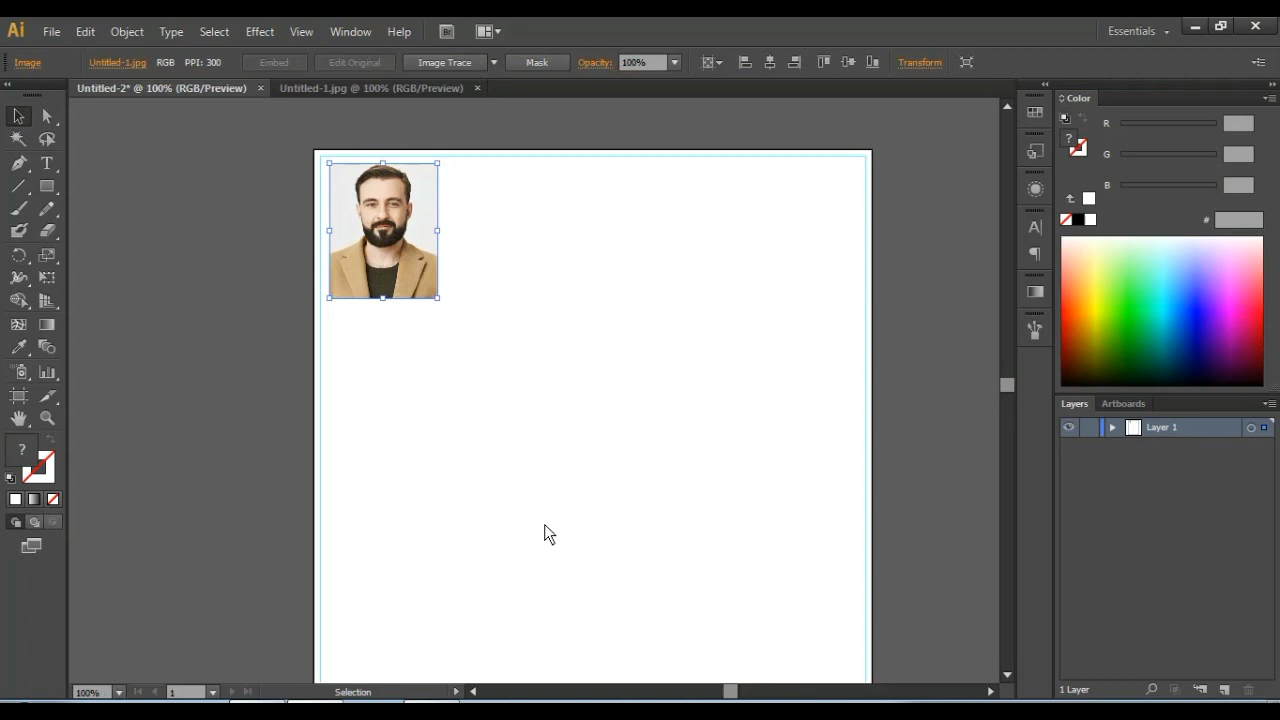 Ai File Edit Object Type Select Effect View Window Help Br Essentials
Image Untitled-1.jpg RGB PPI: 300 Embed Edit Original Image Trace Mask Opacity: 100% Transform
Untitled-2* @ 100% (RGB/Preview) × Untitled-1.jpg @ 100% (RGB/Preview) ×
Color
R
G
B
#
?
?
Layers Artboards
Layer 1
100% 1 Selection
1 Layer